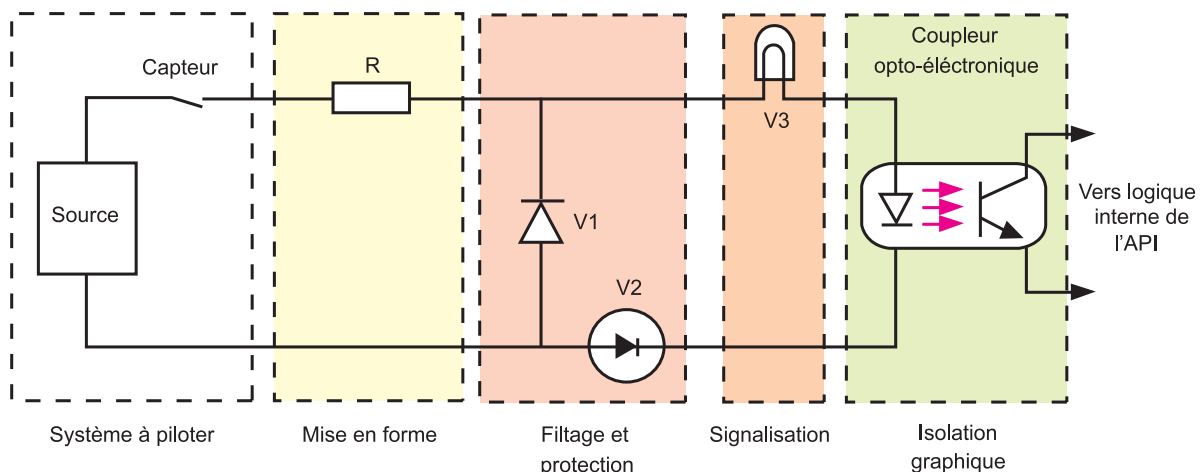 Coupleur
opto-éléctronique
Capteur
R
V3
Source
V1
Vers logique
interne de
l'API
V2
Système à piloter
Mise en forme
Filtage et
protection
Signalisation
Isolation
graphique